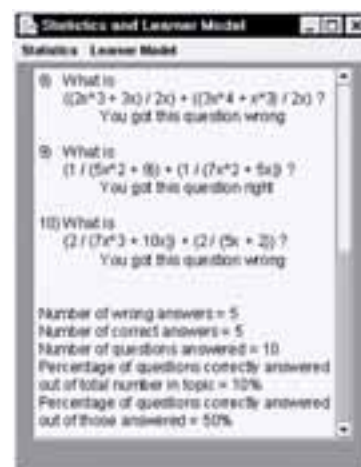 Statistics and Learner Model
Statistics Learner Model
8) What is
((2x^3 + 3x) / 2x) + ((3x^4 + x^3) / 2x) ?
You got this question wrong
9) What is
(1 / (5x^2 + 9)) + (1 / (7x^2 + 5x)) ?
You got this question right
10) What is
(2 / (7x^3 + 10x)) + (2 / (5x + 2)) ?
You got this question wrong
Number of wrong answers = 5
Number of correct answers = 5
Number of questions answered = 10
Percentage of questions correctly answered
out of total number in topic = 10%
Percentage of questions correctly answered
out of those answered = 50%